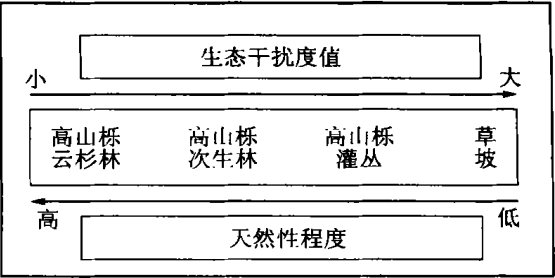 生态干扰度值
小 大
高山栎 高山栎 高山栎 草
云杉林 次生林 灌丛 坡
高 低
天然性程度